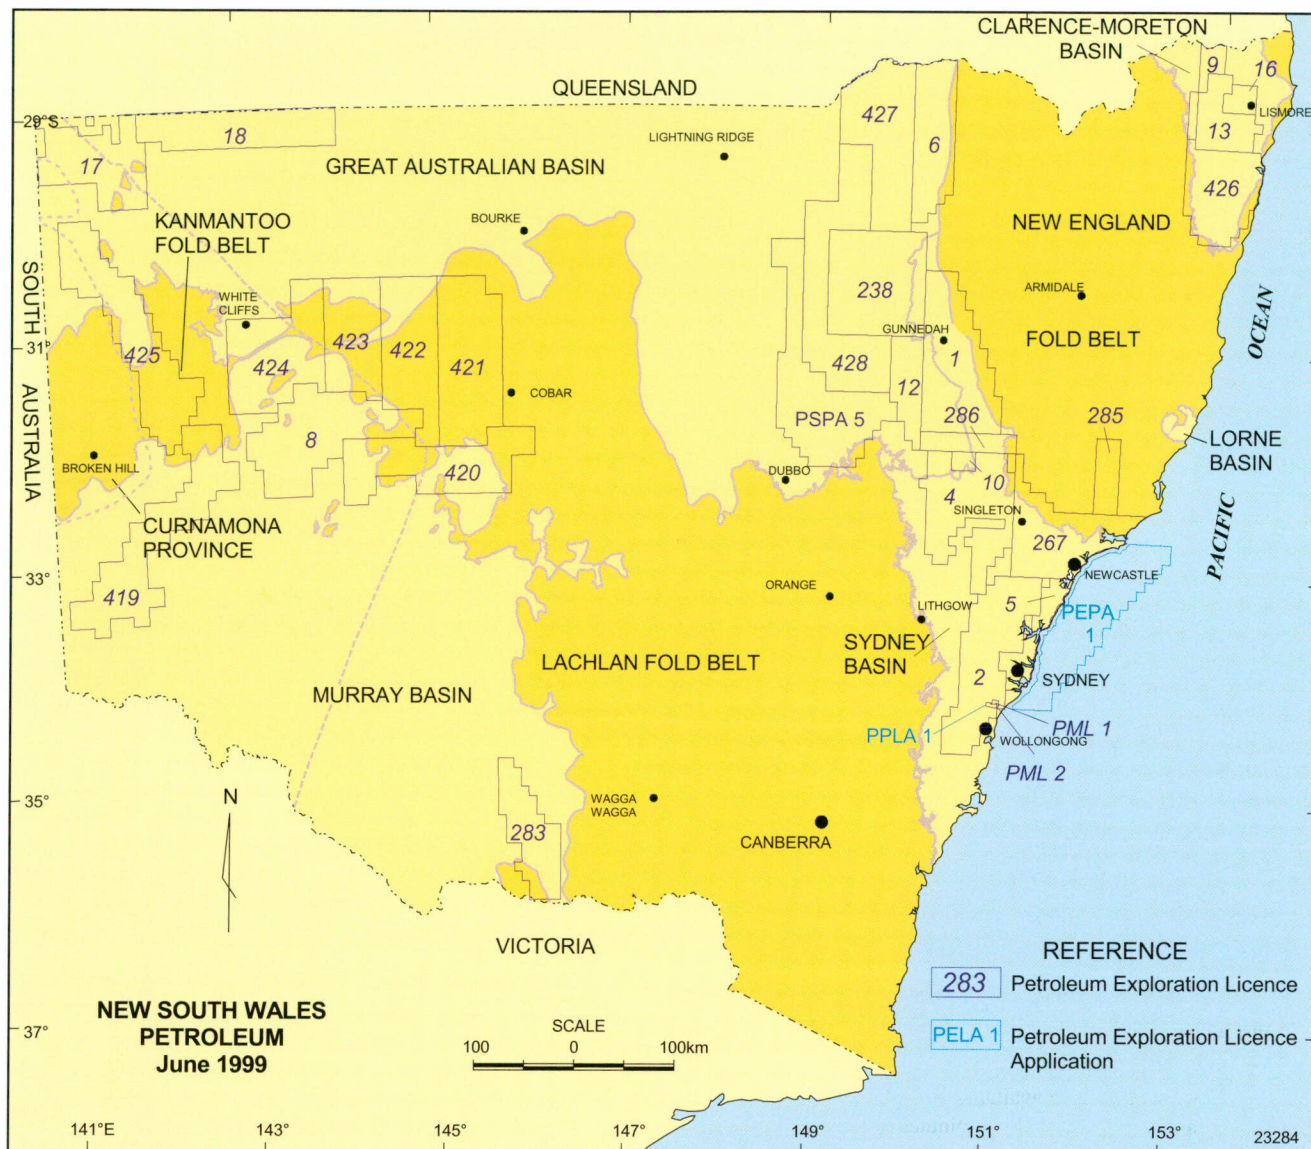 CLARENCE-MORETON
BASIN
9
16
QUEENSLAND
427
LISMORE
29°S
18
LIGHTNING RIDGE
13
6
17
GREAT AUSTRALIAN BASIN
426
KANMANTOO
FOLD BELT
BOURKE
NEW ENGLAND
SOUTH AUSTRALIA
WHITE
CLIFFS
238
ARMIDALE
PACIFIC OCEAN
GUNNEDAH
FOLD BELT
31°
425
424
423
422
421
428
12
1
COBAR
PSPA 5
286
285
8
LORNE
BASIN
BROKEN HILL
420
DUBBO
10
4
SINGLETON
CURNAMONA
PROVINCE
267
33°
NEWCASTLE
419
ORANGE
5
LITHGOW
PEPA
1
SYDNEY
BASIN
LACHLAN FOLD BELT
2
SYDNEY
MURRAY BASIN
PML 1
PPLA 1
WOLLONGONG
PML 2
N
35°
WAGGA
WAGGA
283
CANBERRA
VICTORIA
REFERENCE
283 Petroleum Exploration Licence
NEW SOUTH WALES
PETROLEUM
June 1999
SCALE
100 0 100km
37°
PELA 1 Petroleum Exploration Licence
Application
141°E 143° 145° 147° 149° 151° 153°
23284